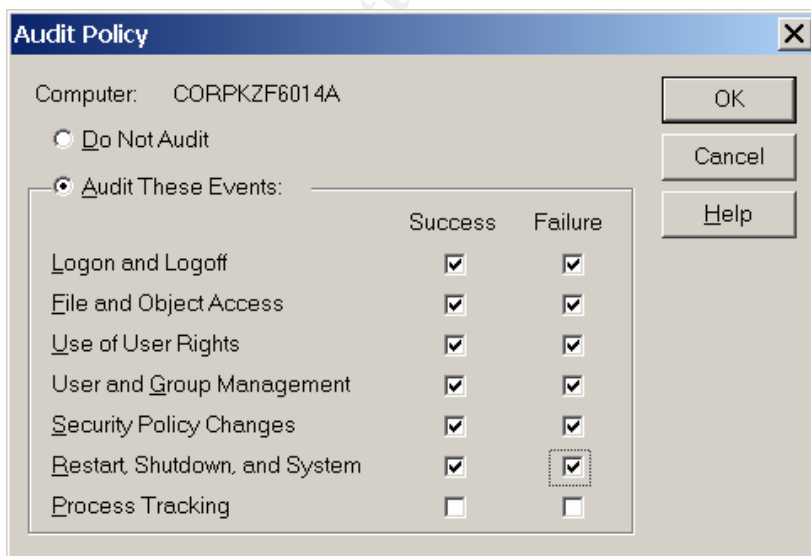 Audit Policy
Computer: CORPKZF6014A
OK
Do Not Audit
Cancel
Audit These Events:
Help
Success Failure
Logon and Logoff
File and Object Access
Use of User Rights
User and Group Management
Security Policy Changes
Restart, Shutdown, and System
Process Tracking